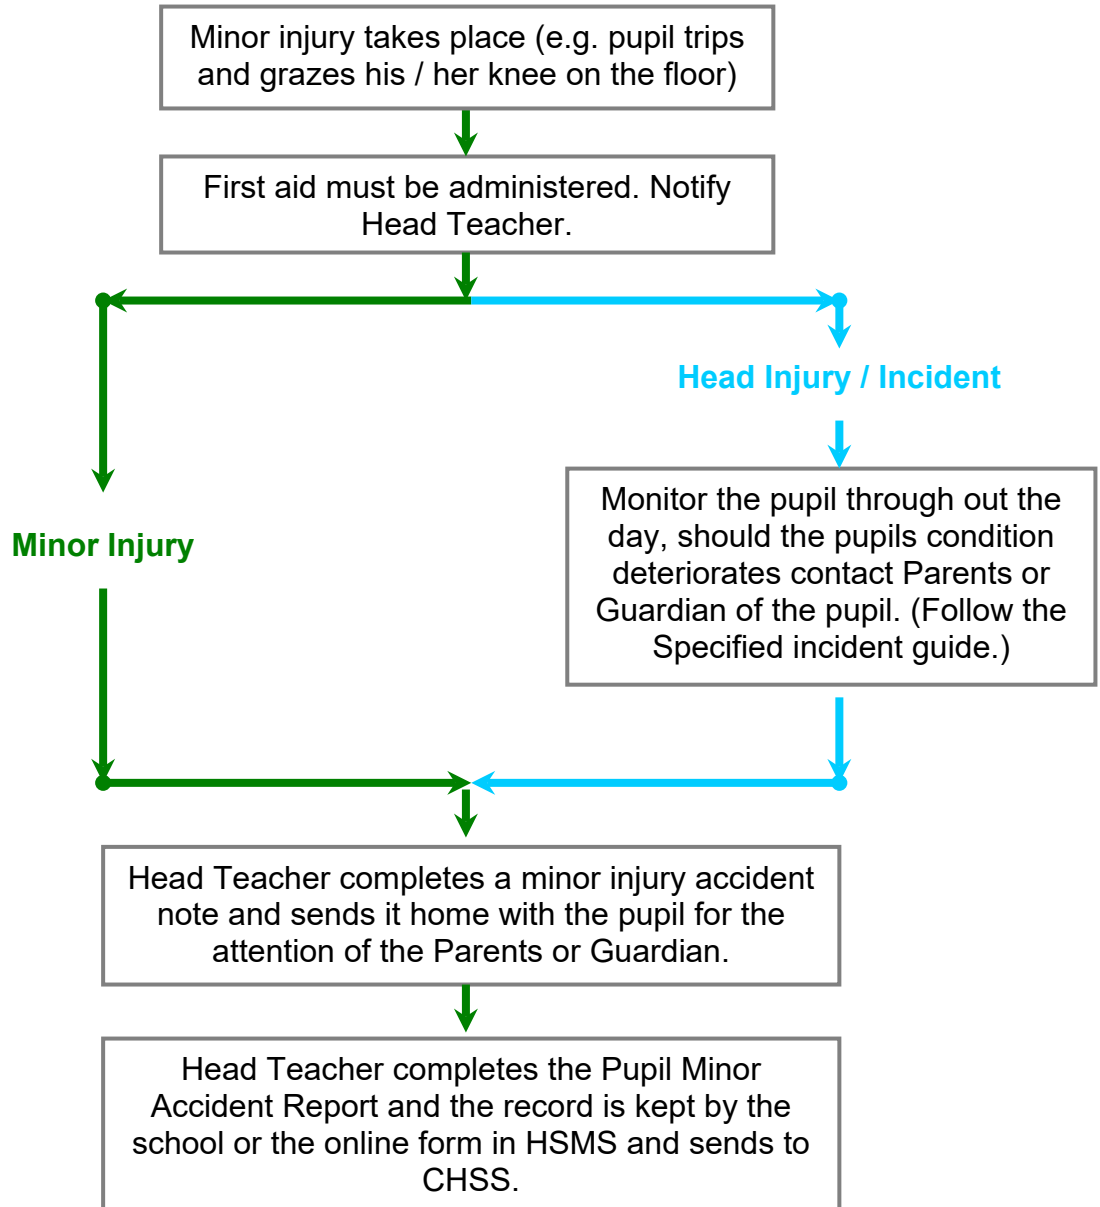 Minor injury takes place (e.g. pupil trips
and grazes his / her knee on the floor)
First aid must be administered. Notify
Head Teacher.
Head Injury / Incident
Monitor the pupil through out the
day, should the pupils condition
deteriorates contact Parents or
Guardian of the pupil. (Follow the
Specified incident guide.)
Minor Injury
Head Teacher completes a minor injury accident
note and sends it home with the pupil for the
attention of the Parents or Guardian.
Head Teacher completes the Pupil Minor
Accident Report and the record is kept by the
school or the online form in HSMS and sends to
CHSS.